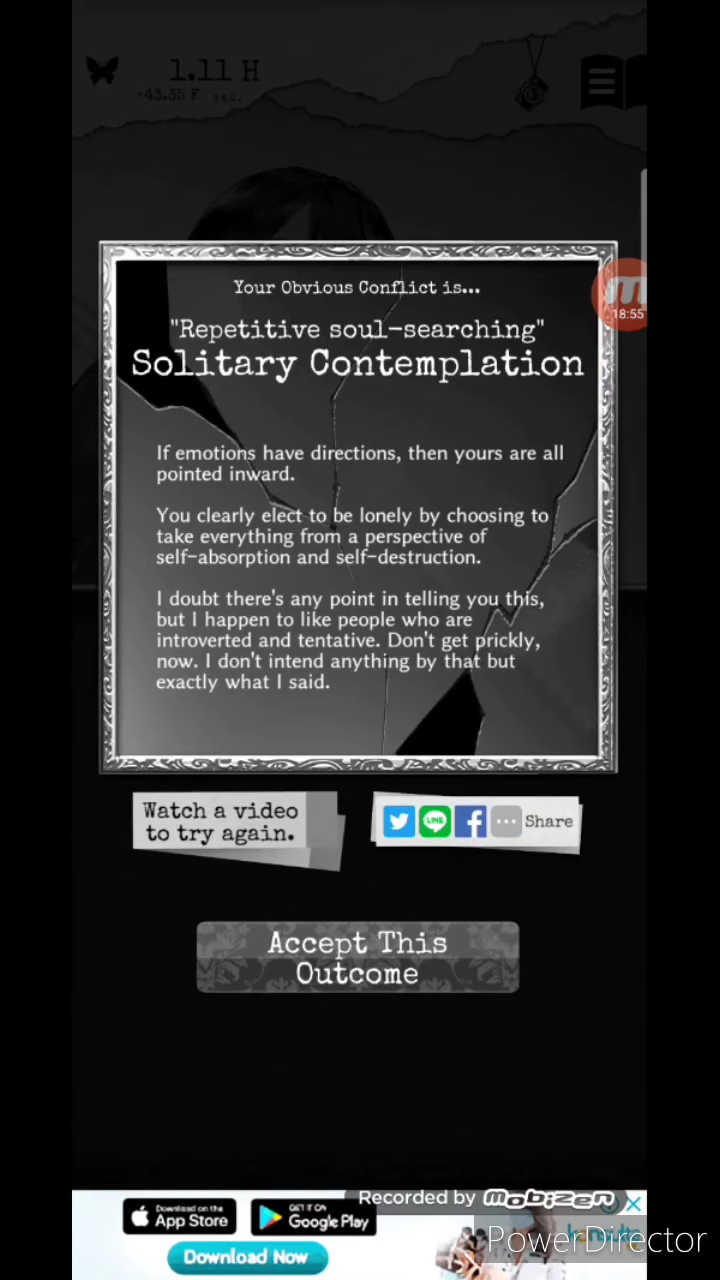 1.11 H
+43.35 F sec.
18:55
Your Obvious Conflict is...
"Repetitive soul-searching"
Solitary Contemplation
If emotions have directions, then yours are all
pointed inward.
You clearly elect to be lonely by choosing to
take everything from a perspective of
self-absorption and self-destruction.
I doubt there's any point in telling you this,
but I happen to like people who are
introverted and tentative. Don't get prickly,
now. I don't intend anything by that but
exactly what I said.
Watch a video
to try again.
LINE
Share
Accept This
Outcome
Recorded by mobizen
Download on the
App Store
GET IT ON
Google Play
Download Now
PowerDirector